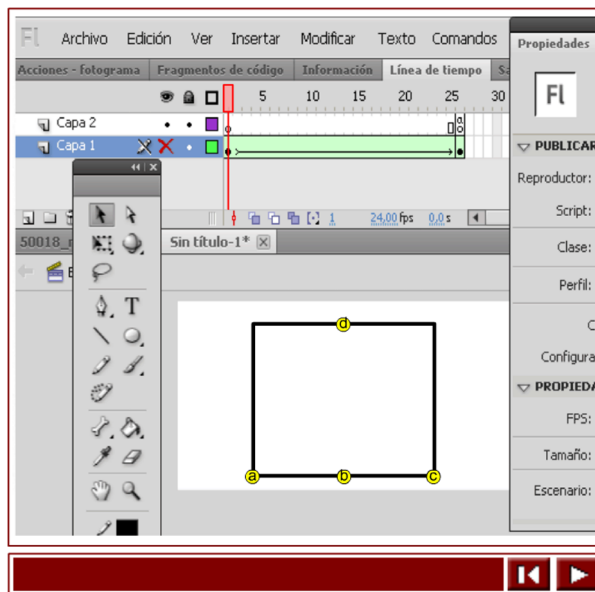 Fl Archivo Edición Ver Insertar Modificar Texto Comandos
Propiedades
Acciones - fotograma Fragmentos de código Información Línea de tiempo
5 10 15 20 25 30
Fl
Capa 2
a
Capa 1
PUBLICAR
Reproductor:
Script:
1 24,00 fps 0,0 s
Sin título-1*
Clase:
Perfil:
T
Configura
PROPIEDA
FPS:
Tamaño:
Escenario:
d
a b c